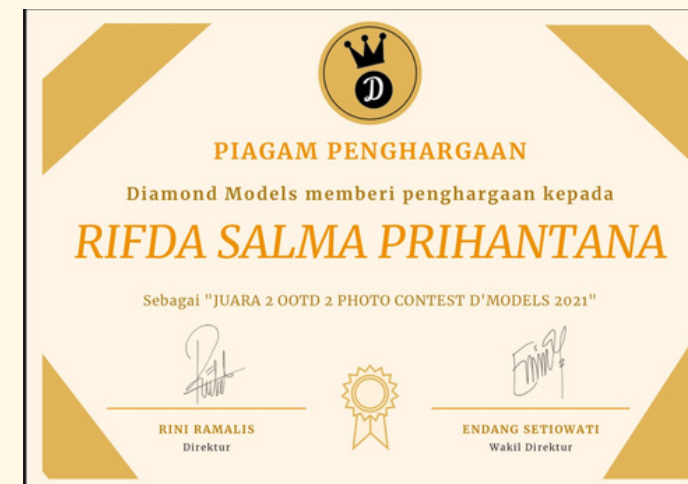 D
PIAGAM PENGHARGAAN
Diamond Models memberi penghargaan kepada
RIFDA SALMA PRIHANTANA
Sebagai "JUARA 2 OOTD 2 PHOTO CONTEST D'MODELS 2021"
RINI RAMALIS
Direktur
ENDANG SETIOWATI
Wakil Direktur